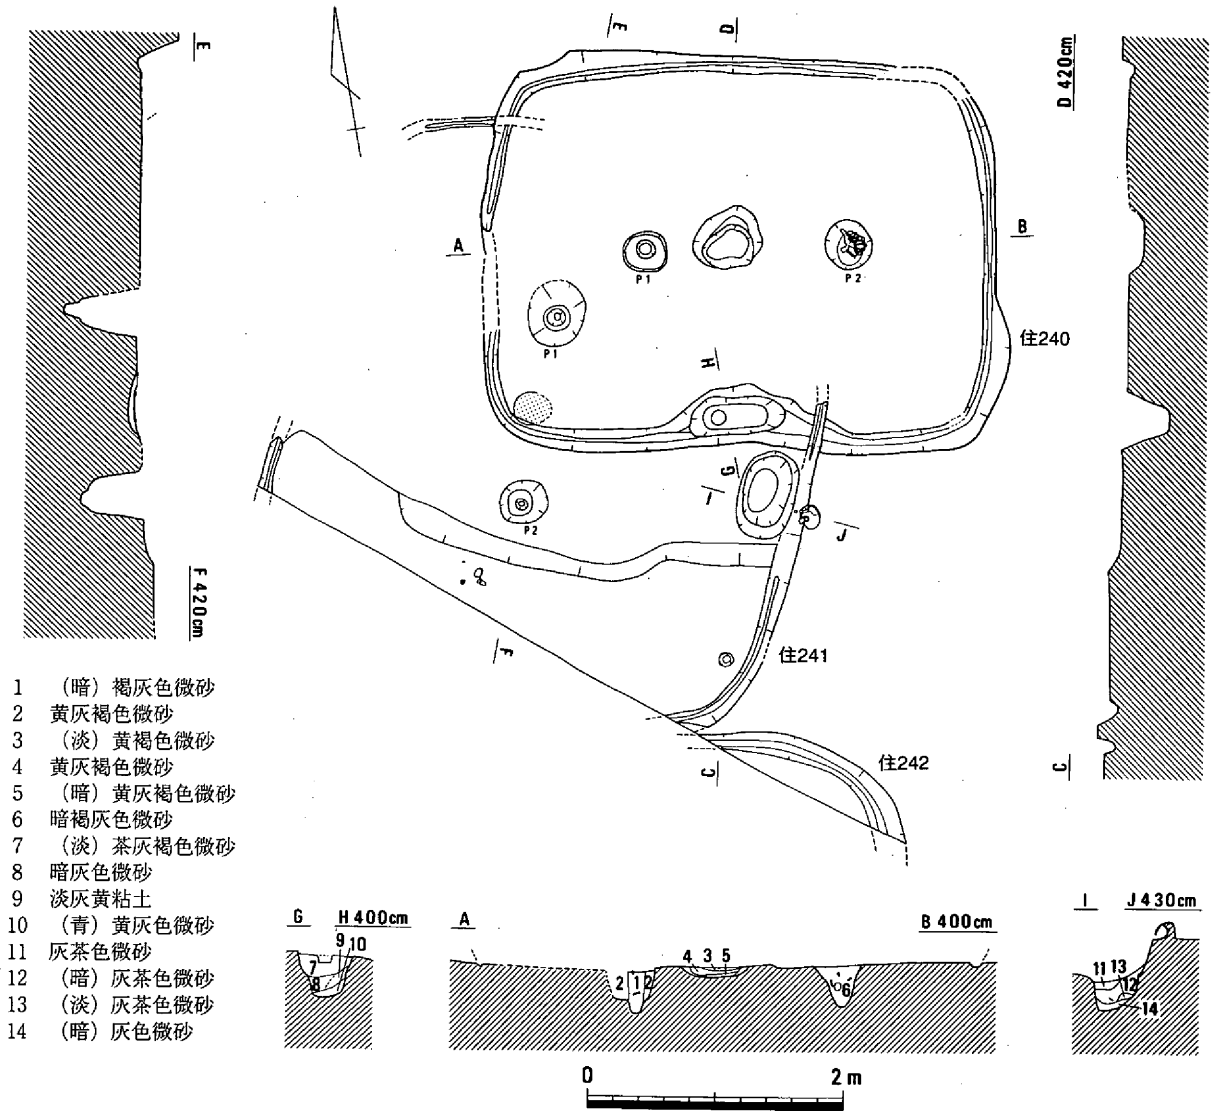 E
D
E
D 420cm
A
B
P1
P2
P1
住240
H
G
I
J
P2
F 420cm
F
住241
住242
C
C
1 （暗）褐灰色微砂
2 黄灰褐色微砂
3 （淡）黄褐色微砂
4 黄灰褐色微砂
5 （暗）黄灰褐色微砂
6 暗褐灰色微砂
7 （淡）茶灰褐色微砂
8 暗灰色微砂
9 淡灰黄粘土
10 （青）黄灰色微砂
11 灰茶色微砂
12 （暗）灰茶色微砂
13 （淡）灰茶色微砂
14 （暗）灰色微砂
G H 400cm
9 10
7
8
A B 400cm
4 3 5
2 1 2 6
I J 430cm
11 13
12
14
0 2 m